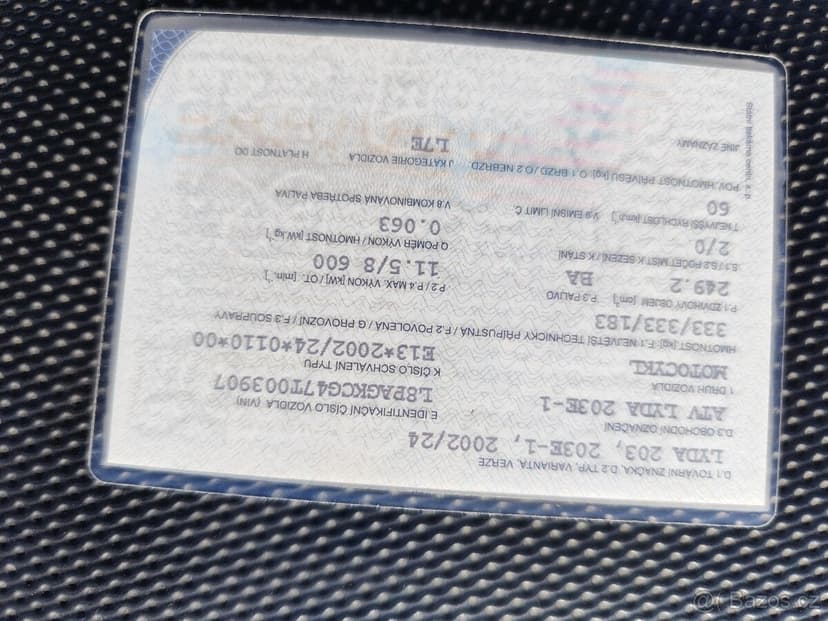 D.1 TOVÁRNÍ ZNAČKA, D.2 TYP, VARIANTA, VERZE
LYDA 203, 203E-1, 2002/24
D.3 OBCHODNÍ OZNAČENÍ
ATV LYDA 203E-1
E IDENTIFIKAČNÍ ČÍSLO VOZIDLA (VIN)
L8PAGKCG47T003907
1 DRUH VOZIDLA
MOTOCYKL
K ČÍSLO SCHVÁLENÍ TYPU
E13*2002/24*0110*00
HMOTNOST [kg]: F.1 NEJVĚTŠÍ TECHNICKY PŘÍPUSTNÁ / F.2 POVOLENÁ / G PROVOZNÍ / F.3 SOUPRAVY
333/333/183
P.1 ZDVIHOVÝ OBJEM [cm³]
249.2
P.3 PALIVO
BA
P.2 / P.4 MAX. VÝKON [kW] / OT. [min.⁻¹]
11.5/8 600
S.1 / S.2 POČET MÍST K SEZENÍ / K STÁNÍ
2/0
Q POMĚR VÝKON / HMOTNOST [kW.kg⁻¹]
0.063
T NEJVYŠŠÍ RYCHLOST [km.h⁻¹]
60
V.9 EMISNÍ LIMIT Č.
V.8 KOMBINOVANÁ SPOTŘEBA PALIVA
POV. HMOTNOST PŘÍVĚSU [kg]: O.1 BRZD./O.2 NEBRZD.
J KATEGORIE VOZIDLA
L7E
H PLATNOST DO
JINÉ ZÁZNAMY
Státní tiskárna cenin, s. p.
@( Bazos.cz